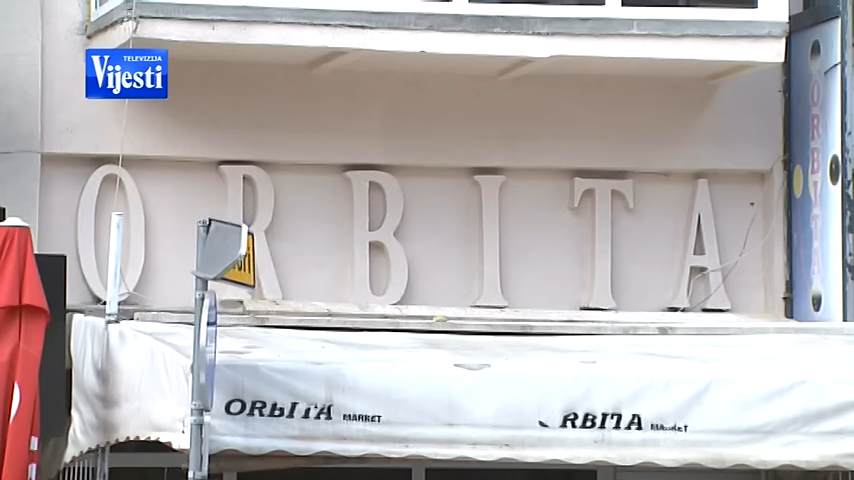 TELEVIZIJA
Vijesti
ORBITA
ORBITA
ORBITA MARKET
ORBITA MARKET